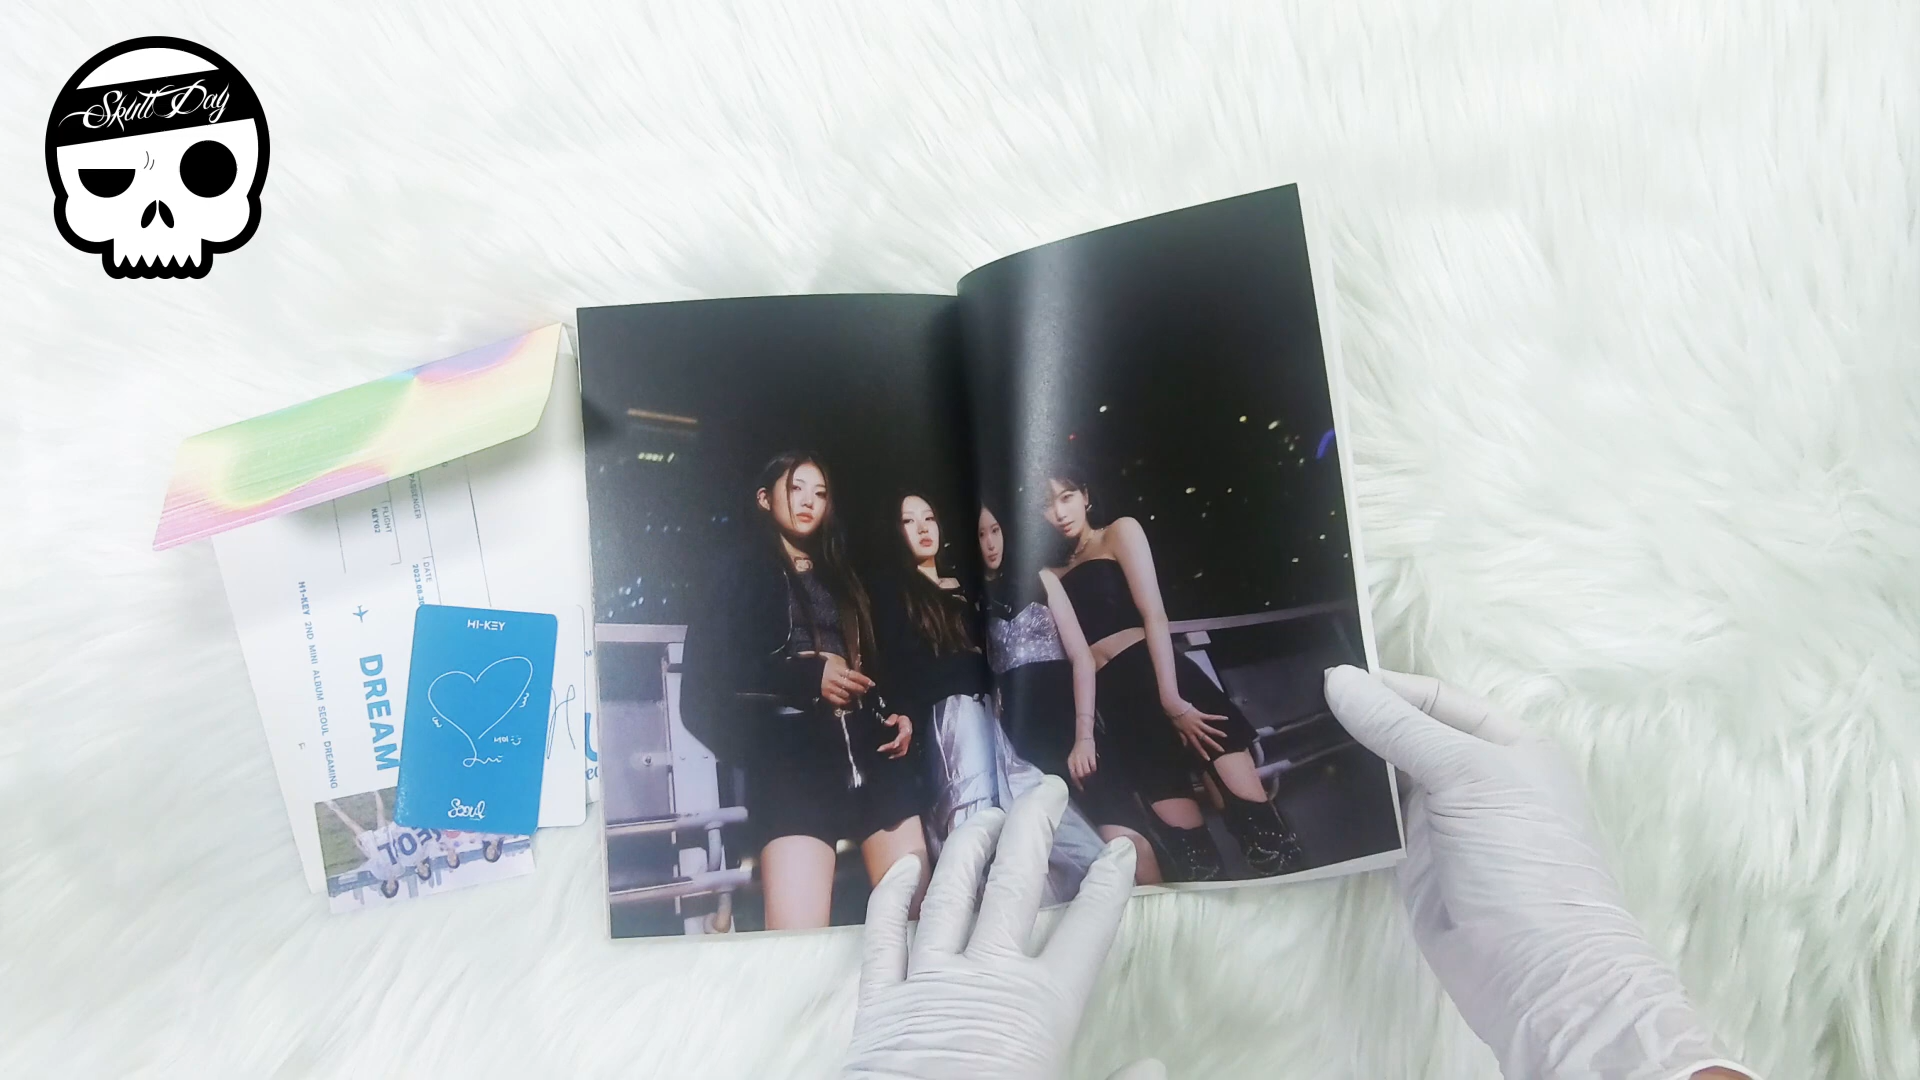 Skull Day
PASSENGER
FLIGHT
KEY02
DATE
2023.08.30
HI-KEY 2ND MINI ALBUM SEOUL DREAMING
DREAM
HI-KEY
Seoul